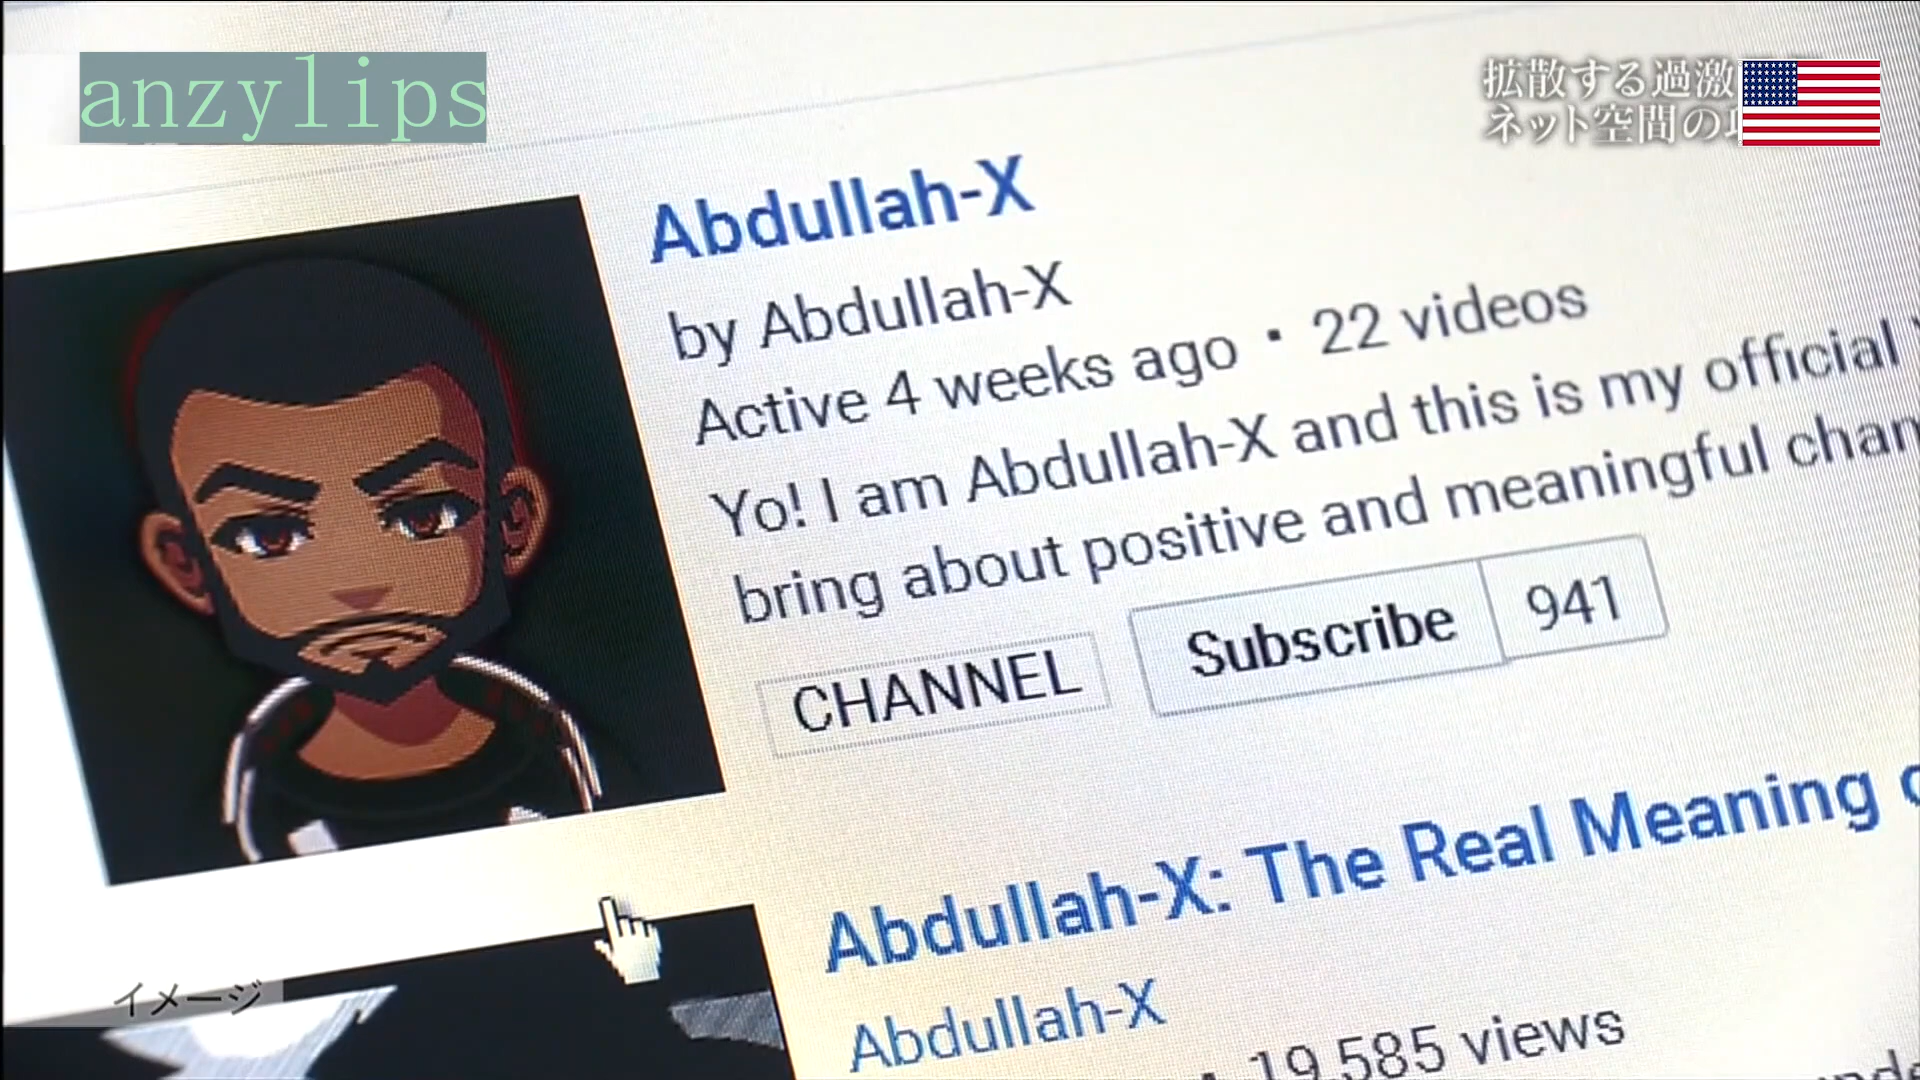 anzylips
拡散する過激
ネット空間の
Abdullah-X
by Abdullah-X
Active 4 weeks ago · 22 videos
Yo! I am Abdullah-X and this is my official
bring about positive and meaningful
CHANNEL
Subscribe 941
Abdullah-X: The Real Meaning
Abdullah-X
19,585 views
イメージ